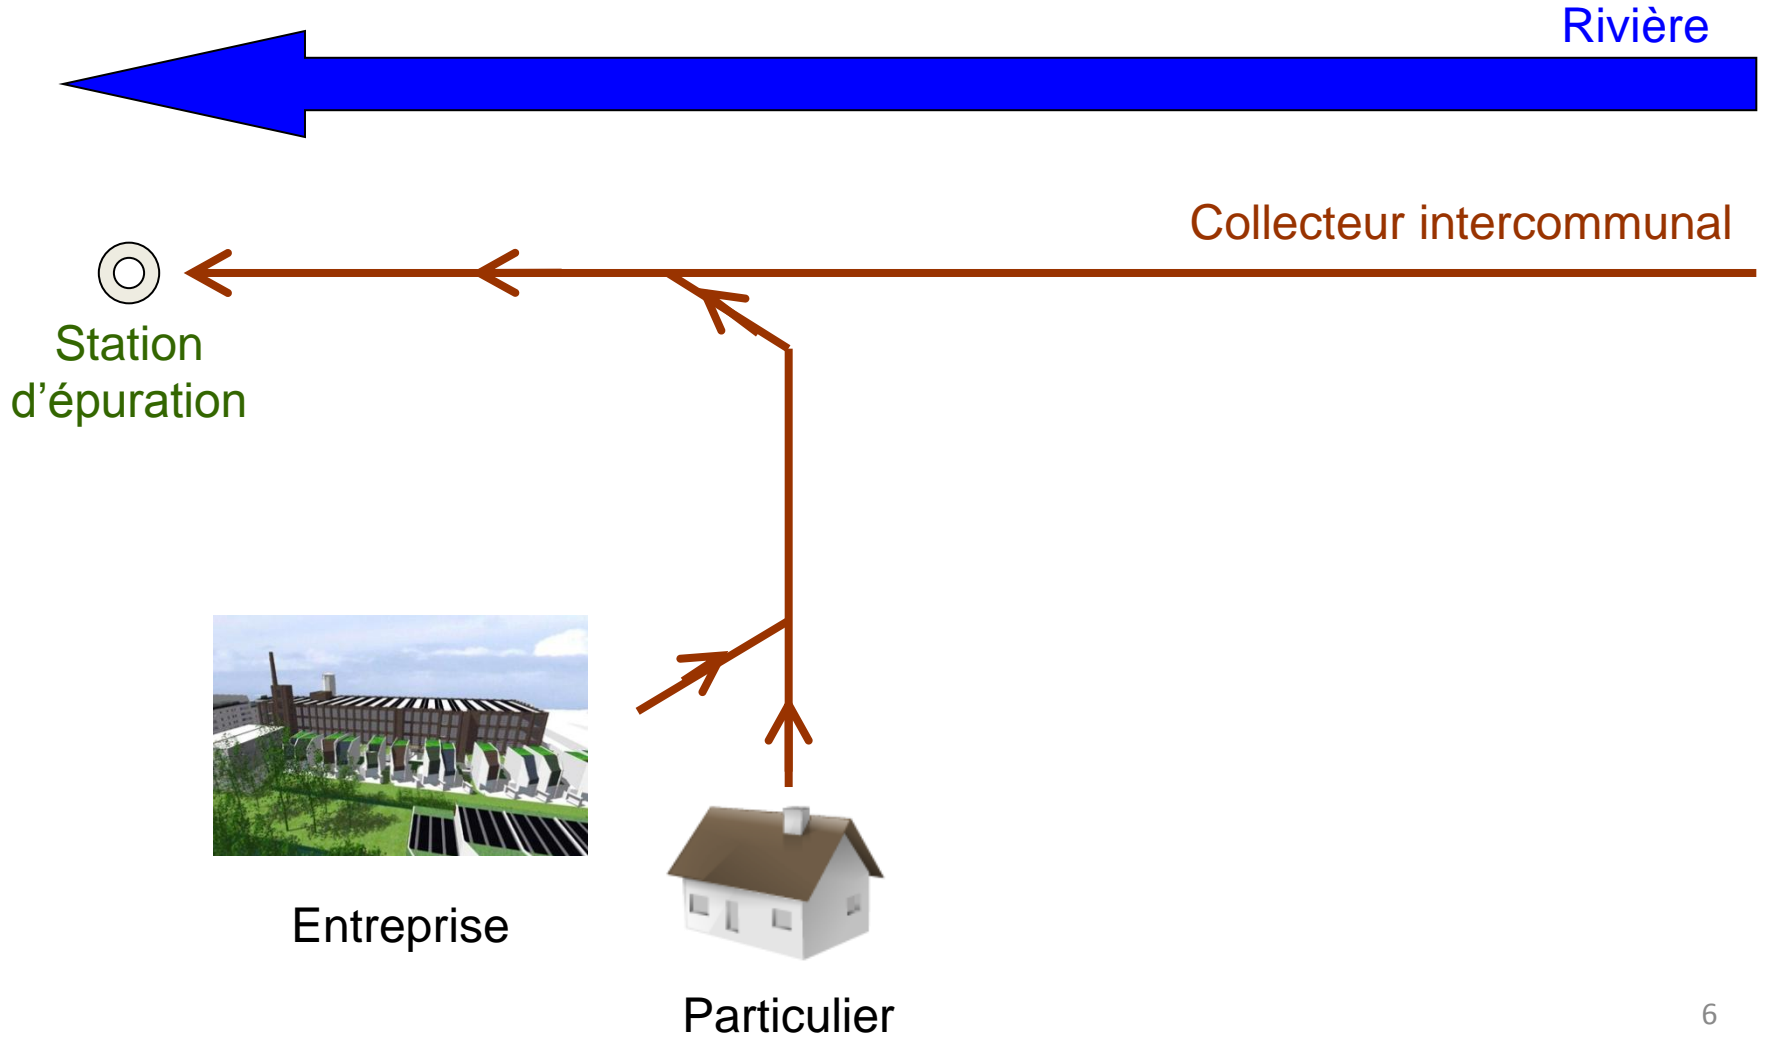 Rivière
Collecteur intercommunal
Station
d’épuration
Entreprise
Particulier
6